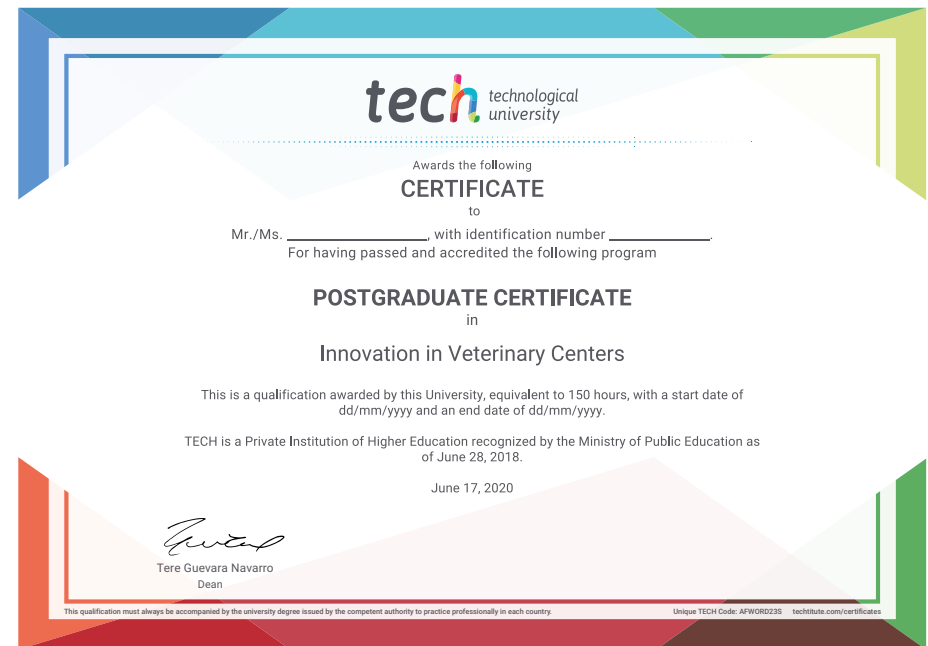 tech technological
university
Awards the following
CERTIFICATE
to
Mr./Ms. ____________________, with identification number ______________.
For having passed and accredited the following program
POSTGRADUATE CERTIFICATE
in
Innovation in Veterinary Centers
This is a qualification awarded by this University, equivalent to 150 hours, with a start date of
dd/mm/yyyy and an end date of dd/mm/yyyy.
TECH is a Private Institution of Higher Education recognized by the Ministry of Public Education as
of June 28, 2018.
June 17, 2020
Tere Guevara Navarro
Dean
This qualification must always be accompanied by the university degree issued by the competent authority to practice professionally in each country. Unique TECH Code: AFWORD23S techtitute.com/certificates